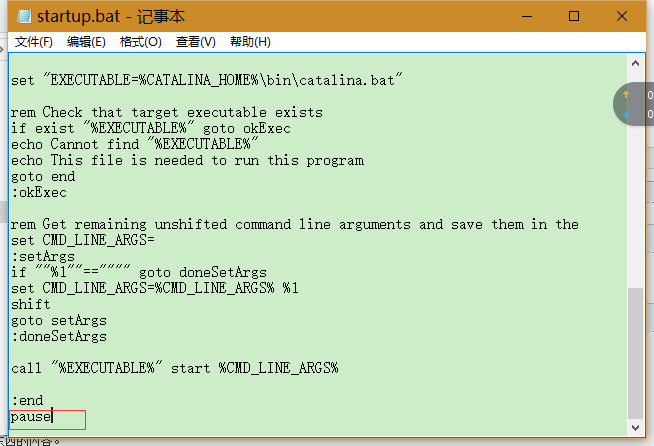 startup.bat - 记事本
文件(F) 编辑(E) 格式(O) 查看(V) 帮助(H)
set "EXECUTABLE=%CATALINA_HOME%\bin\catalina.bat"
rem Check that target executable exists
if exist "%EXECUTABLE%" goto okExec
echo Cannot find "%EXECUTABLE%"
echo This file is needed to run this program
goto end
:okExec
rem Get remaining unshifted command line arguments and save them in the
set CMD_LINE_ARGS=
:setArgs
if ""%1""=="""" goto doneSetArgs
set CMD_LINE_ARGS=%CMD_LINE_ARGS% %1
shift
goto setArgs
:doneSetArgs
call "%EXECUTABLE%" start %CMD_LINE_ARGS%
:end
pause